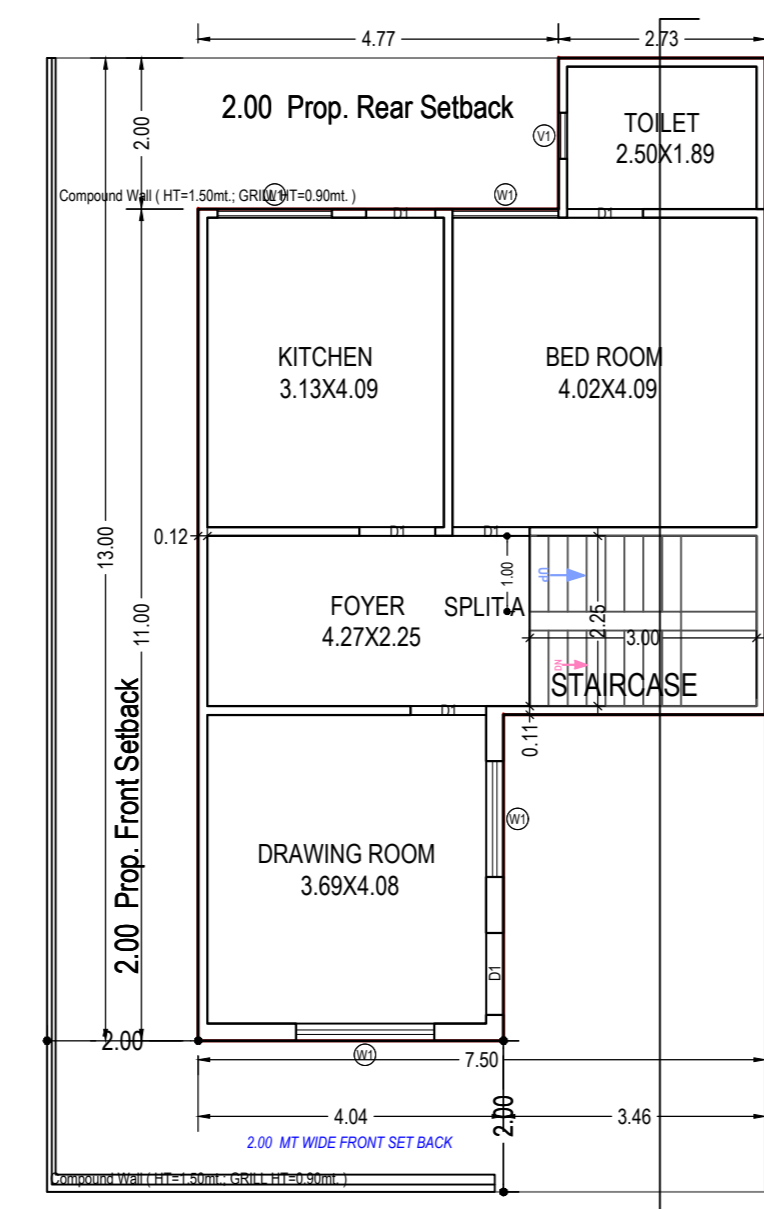 4.77
2.73
2.00 Prop. Rear Setback
TOILET
2.50X1.89
V1
2.00
Compound Wall ( HT=1.50mt.; GRILL HT=0.90mt. )
W1
W1
D1
D1
KITCHEN
3.13X4.09
BED ROOM
4.02X4.09
13.00
11.00
0.12
D1
D1
1.00
UP
FOYER
4.27X2.25
SPLIT A
2.25
3.00
DN
STAIRCASE
D1
0.11
2.00 Prop. Front Setback
W1
DRAWING ROOM
3.69X4.08
D1
2.00
W1
7.50
4.04
2.00
3.46
2.00 MT WIDE FRONT SET BACK
Compound Wall ( HT=1.50mt.; GRILL HT=0.90mt. )